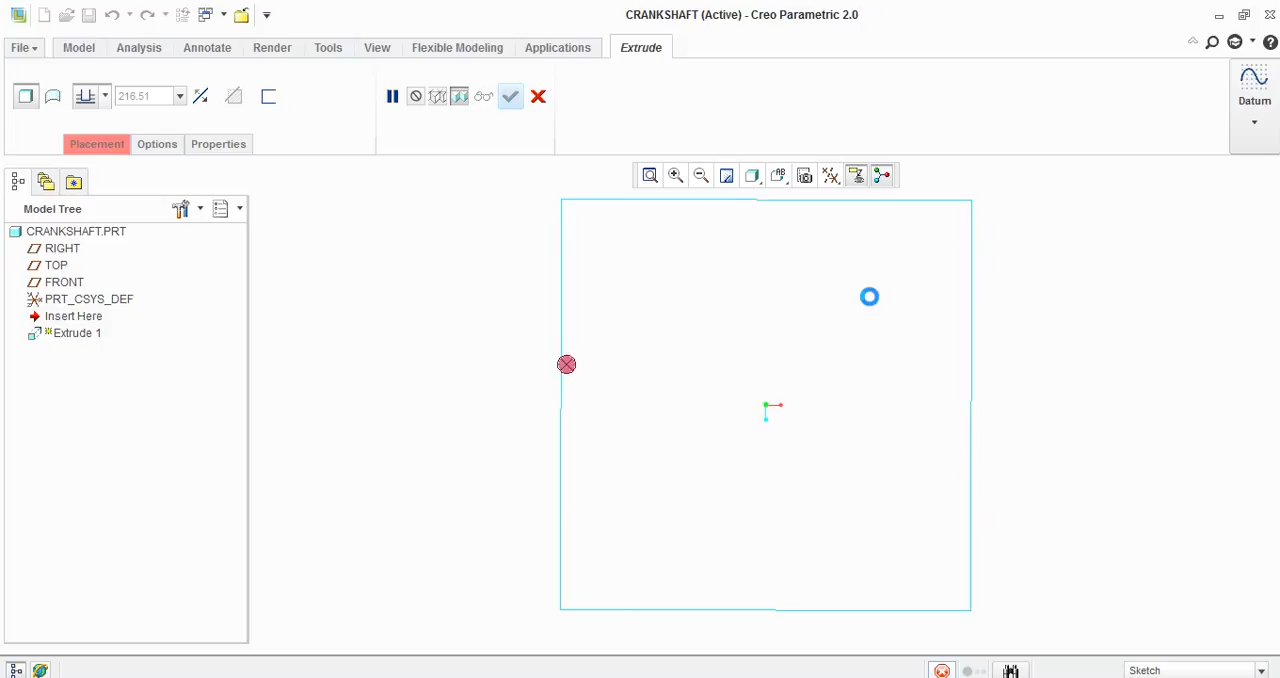 CRANKSHAFT (Active) - Creo Parametric 2.0
File Model Analysis Annotate Render Tools View Flexible Modeling Applications Extrude
216.51
Datum
Placement Options Properties
Model Tree
CRANKSHAFT.PRT
RIGHT
TOP
FRONT
PRT_CSYS_DEF
Insert Here
Extrude 1
Sketch